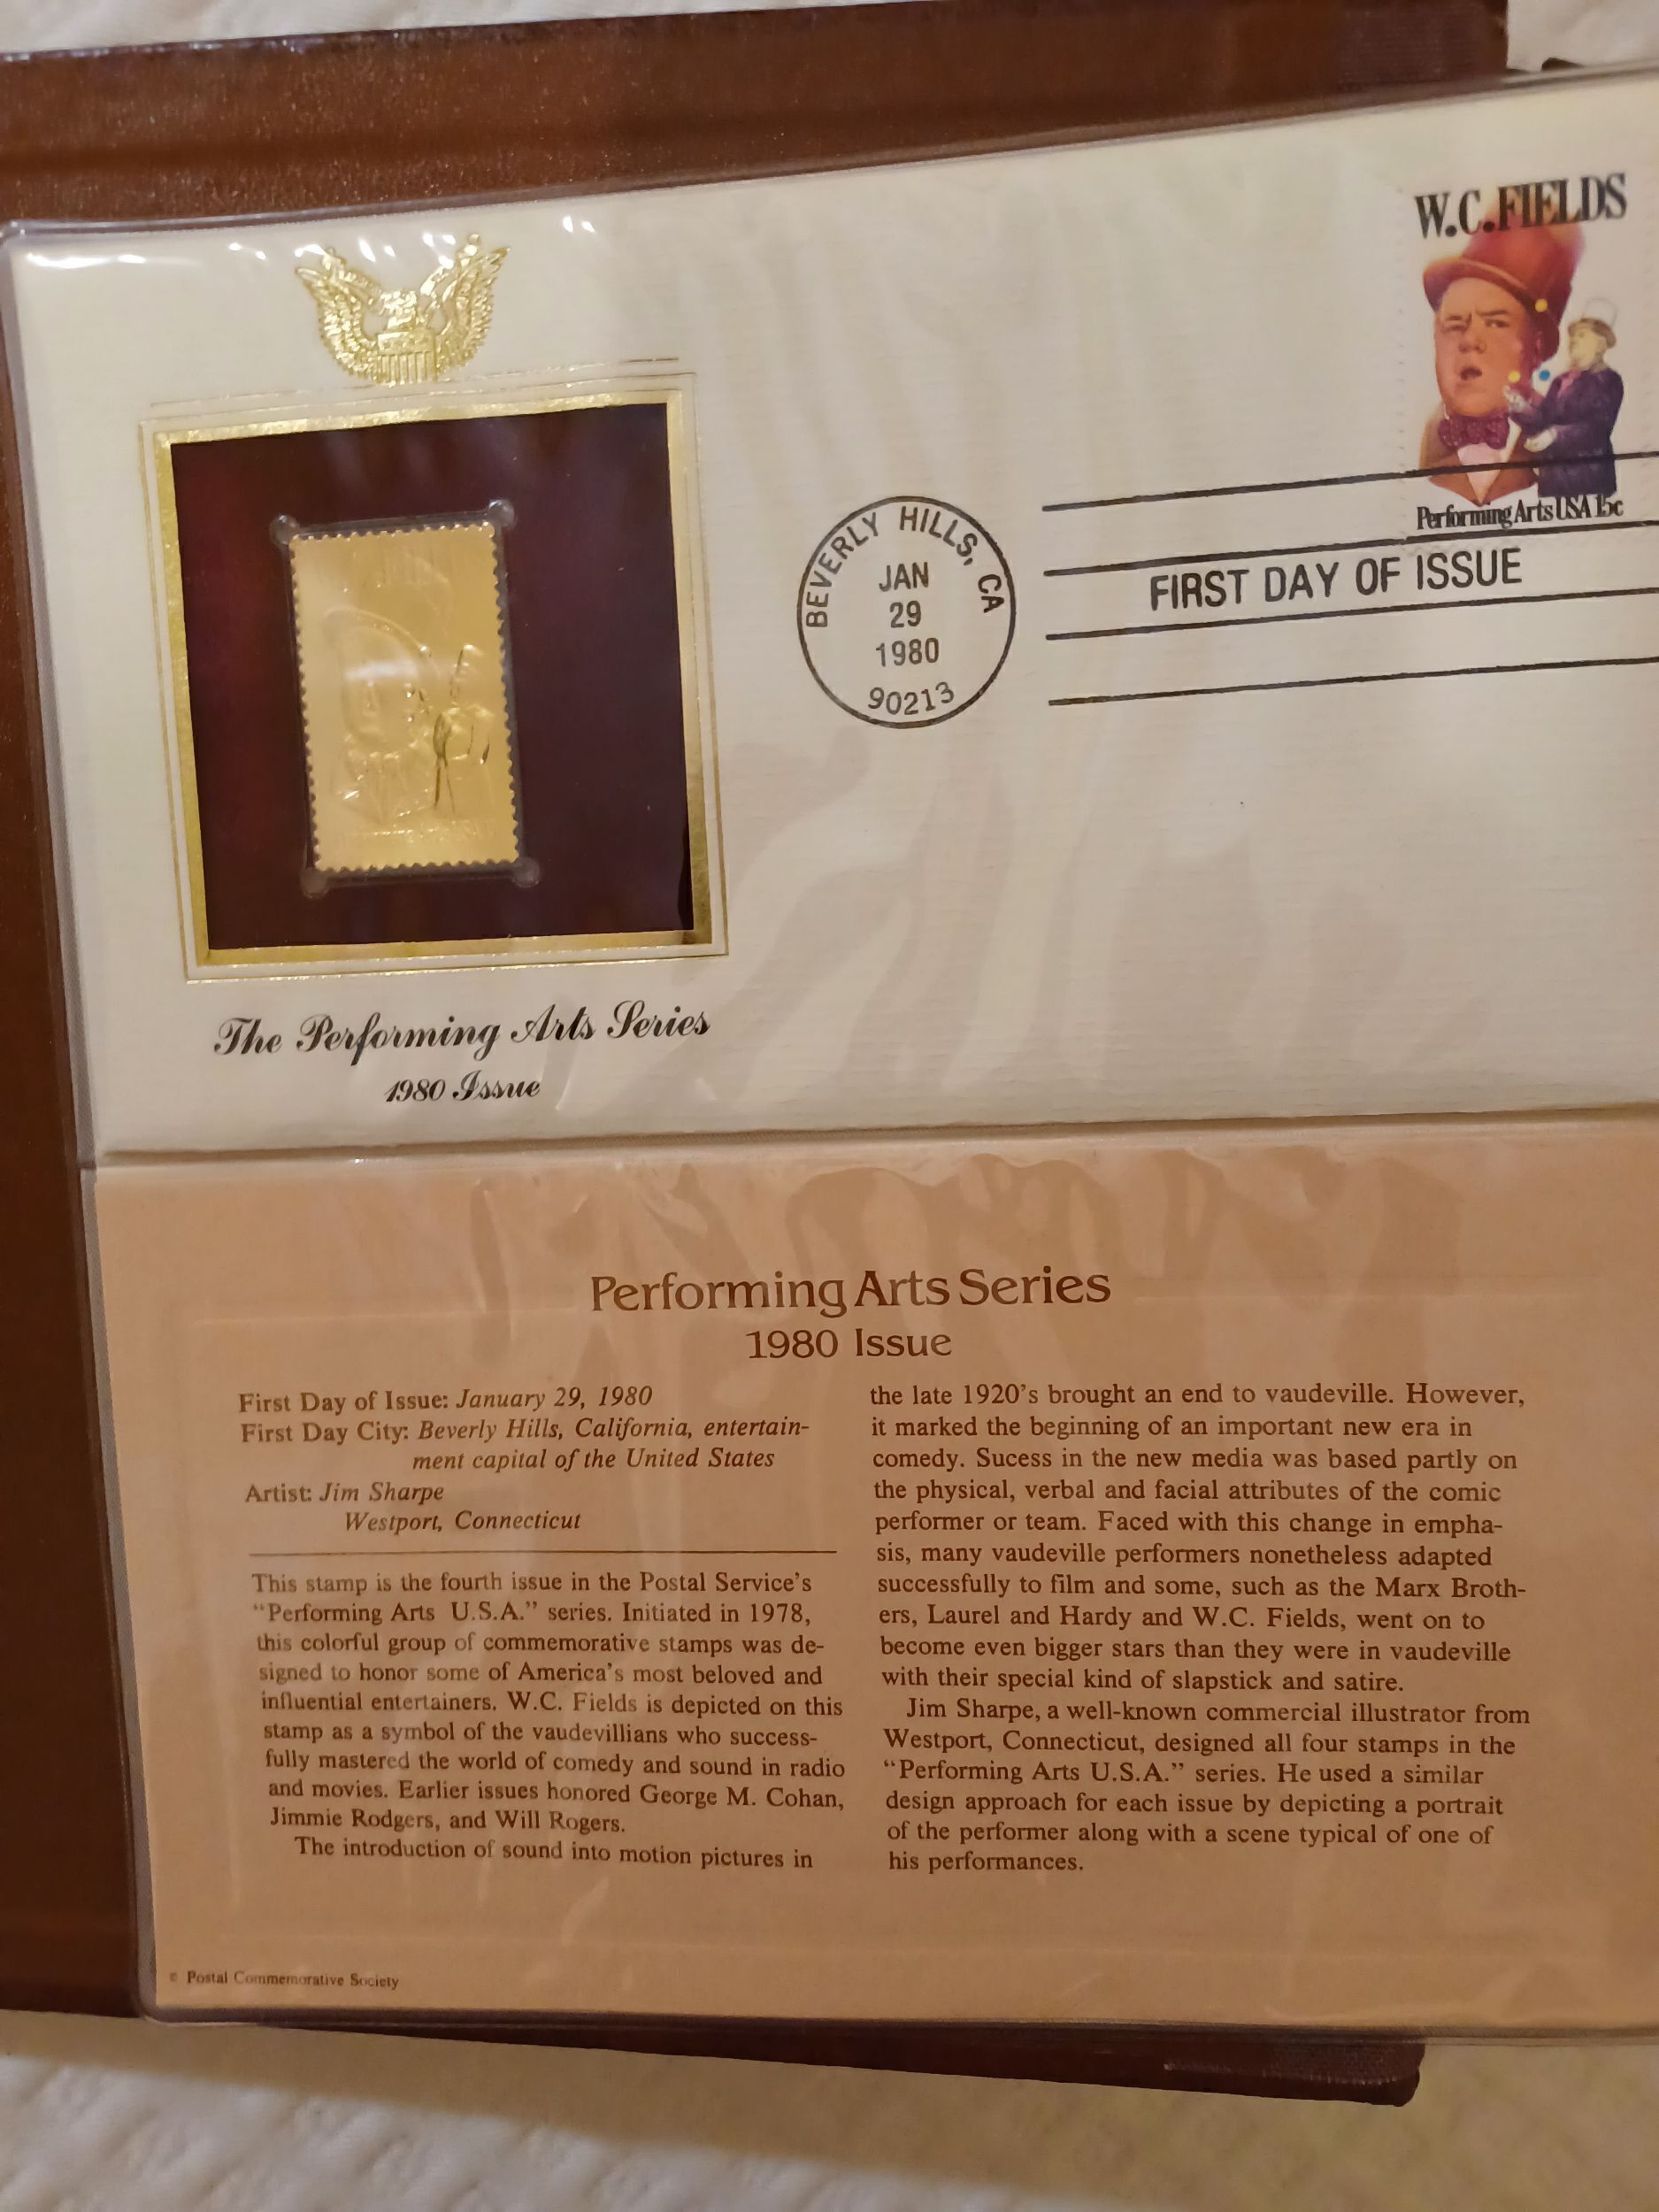 W.C.FIELDS
Performing Arts USA 15c
BEVERLY HILLS, CA
JAN
29
1980
90213
FIRST DAY OF ISSUE
The Performing Arts Series
1980 Issue
Performing Arts Series
1980 Issue
First Day of Issue: January 29, 1980
First Day City: Beverly Hills, California, entertain-
ment capital of the United States
Artist: Jim Sharpe
Westport, Connecticut
This stamp is the fourth issue in the Postal Service's
"Performing Arts U.S.A." series. Initiated in 1978,
this colorful group of commemorative stamps was de-
signed to honor some of America's most beloved and
influential entertainers. W.C. Fields is depicted on this
stamp as a symbol of the vaudevillians who success-
fully mastered the world of comedy and sound in radio
and movies. Earlier issues honored George M. Cohan,
Jimmie Rodgers, and Will Rogers.
The introduction of sound into motion pictures in
the late 1920's brought an end to vaudeville. However,
it marked the beginning of an important new era in
comedy. Sucess in the new media was based partly on
the physical, verbal and facial attributes of the comic
performer or team. Faced with this change in empha-
sis, many vaudeville performers nonetheless adapted
successfully to film and some, such as the Marx Broth-
ers, Laurel and Hardy and W.C. Fields, went on to
become even bigger stars than they were in vaudeville
with their special kind of slapstick and satire.
Jim Sharpe, a well-known commercial illustrator from
Westport, Connecticut, designed all four stamps in the
"Performing Arts U.S.A." series. He used a similar
design approach for each issue by depicting a portrait
of the performer along with a scene typical of one of
his performances.
© Postal Commemorative Society